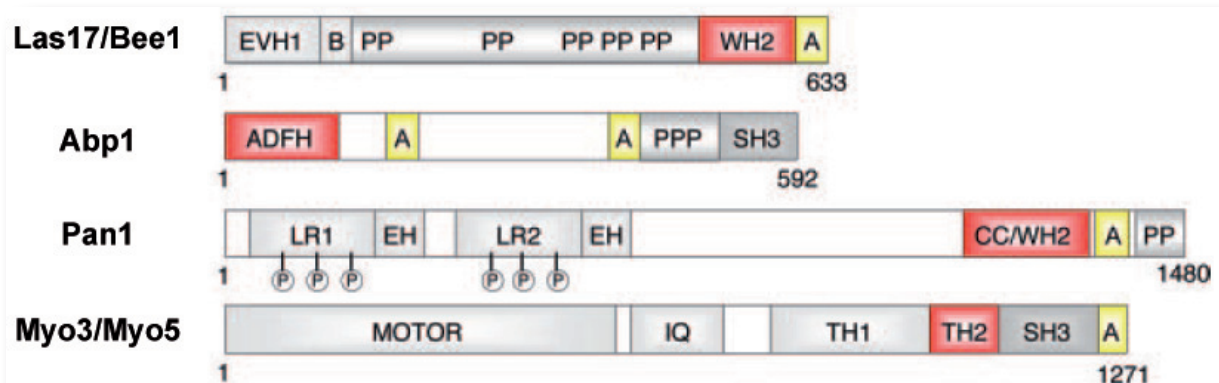 Las17/Bee1 EVH1 B PP PP PP PP PP WH2 A
1 633
Abp1 ADFH A A PPP SH3
1 592
Pan1 LR1 EH LR2 EH CC/WH2 A PP
1 P P P P P P 1480
Myo3/Myo5 MOTOR IQ TH1 TH2 SH3 A
1 1271